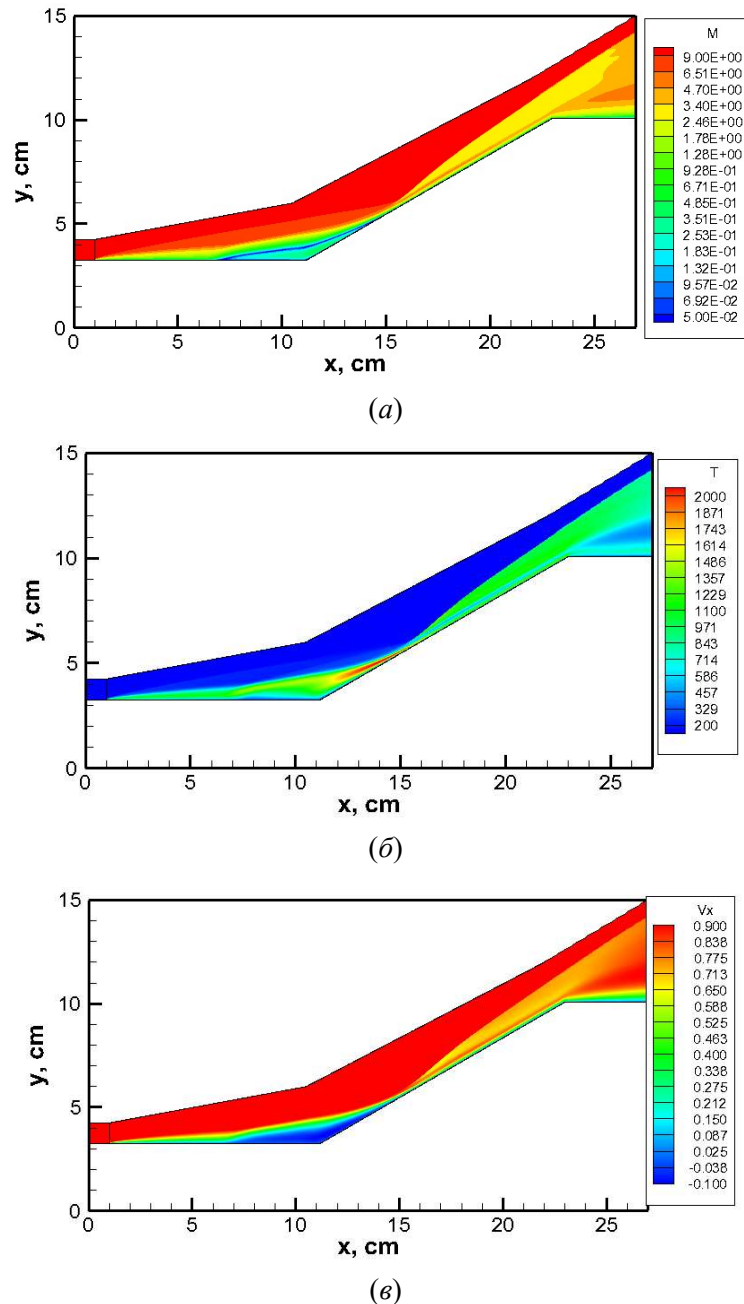 15
10
5
0
y, cm
0
5
10
15
20
25
x, cm
M
9.00E+00
6.51E+00
4.70E+00
3.40E+00
2.46E+00
1.78E+00
1.28E+00
9.28E-01
6.71E-01
4.85E-01
3.51E-01
2.53E-01
1.83E-01
1.32E-01
9.57E-02
6.92E-02
5.00E-02
(а)
15
10
5
0
y, cm
0
5
10
15
20
25
x, cm
T
2000
1871
1743
1614
1486
1357
1229
1100
971
843
714
586
457
329
200
(б)
15
10
5
0
y, cm
0
5
10
15
20
25
x, cm
Vx
0.900
0.838
0.775
0.713
0.650
0.588
0.525
0.463
0.400
0.338
0.275
0.212
0.150
0.087
0.025
-0.038
-0.100
(в)